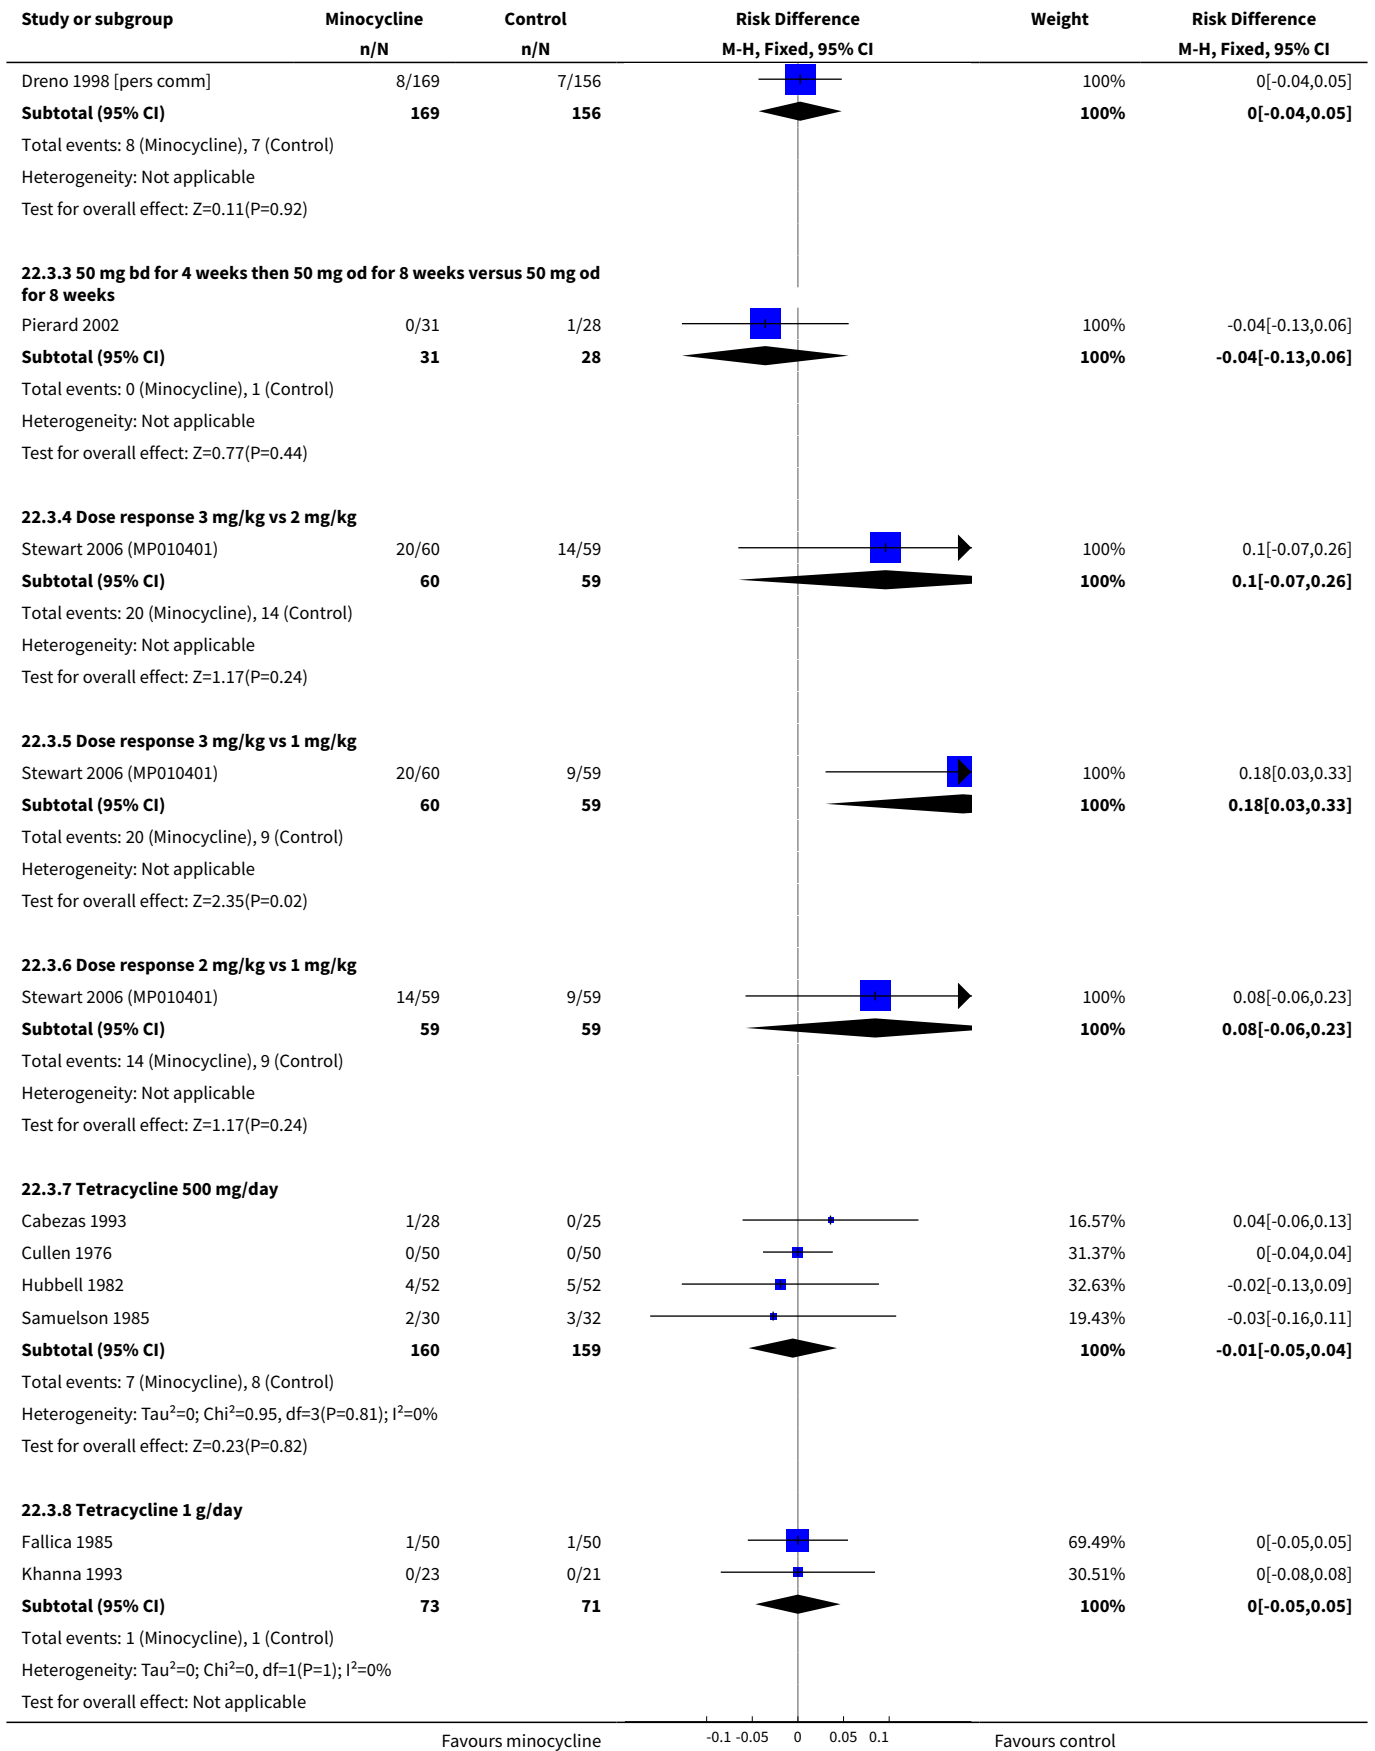 Study or subgroup Minocycline Control Risk Difference Weight Risk Difference
n/N n/N M-H, Fixed, 95% CI M-H, Fixed, 95% CI
Dreno 1998 [pers comm] 8/169 7/156 100% 0[-0.04,0.05]
Subtotal (95% CI) 169 156 100% 0[-0.04,0.05]
Total events: 8 (Minocycline), 7 (Control)
Heterogeneity: Not applicable
Test for overall effect: Z=0.11(P=0.92)
22.3.3 50 mg bd for 4 weeks then 50 mg od for 8 weeks versus 50 mg od
for 8 weeks
Pierard 2002 0/31 1/28 100% -0.04[-0.13,0.06]
Subtotal (95% CI) 31 28 100% -0.04[-0.13,0.06]
Total events: 0 (Minocycline), 1 (Control)
Heterogeneity: Not applicable
Test for overall effect: Z=0.77(P=0.44)
22.3.4 Dose response 3 mg/kg vs 2 mg/kg
Stewart 2006 (MP010401) 20/60 14/59 100% 0.1[-0.07,0.26]
Subtotal (95% CI) 60 59 100% 0.1[-0.07,0.26]
Total events: 20 (Minocycline), 14 (Control)
Heterogeneity: Not applicable
Test for overall effect: Z=1.17(P=0.24)
22.3.5 Dose response 3 mg/kg vs 1 mg/kg
Stewart 2006 (MP010401) 20/60 9/59 100% 0.18[0.03,0.33]
Subtotal (95% CI) 60 59 100% 0.18[0.03,0.33]
Total events: 20 (Minocycline), 9 (Control)
Heterogeneity: Not applicable
Test for overall effect: Z=2.35(P=0.02)
22.3.6 Dose response 2 mg/kg vs 1 mg/kg
Stewart 2006 (MP010401) 14/59 9/59 100% 0.08[-0.06,0.23]
Subtotal (95% CI) 59 59 100% 0.08[-0.06,0.23]
Total events: 14 (Minocycline), 9 (Control)
Heterogeneity: Not applicable
Test for overall effect: Z=1.17(P=0.24)
22.3.7 Tetracycline 500 mg/day
Cabezas 1993 1/28 0/25 16.57% 0.04[-0.06,0.13]
Cullen 1976 0/50 0/50 31.37% 0[-0.04,0.04]
Hubbell 1982 4/52 5/52 32.63% -0.02[-0.13,0.09]
Samuelson 1985 2/30 3/32 19.43% -0.03[-0.16,0.11]
Subtotal (95% CI) 160 159 100% -0.01[-0.05,0.04]
Total events: 7 (Minocycline), 8 (Control)
Heterogeneity: Tau²=0; Chi²=0.95, df=3(P=0.81); I²=0%
Test for overall effect: Z=0.23(P=0.82)
22.3.8 Tetracycline 1 g/day
Fallica 1985 1/50 1/50 69.49% 0[-0.05,0.05]
Khanna 1993 0/23 0/21 30.51% 0[-0.08,0.08]
Subtotal (95% CI) 73 71 100% 0[-0.05,0.05]
Total events: 1 (Minocycline), 1 (Control)
Heterogeneity: Tau²=0; Chi²=0, df=1(P=1); I²=0%
Test for overall effect: Not applicable
Favours minocycline -0.1 -0.05 0 0.05 0.1 Favours control